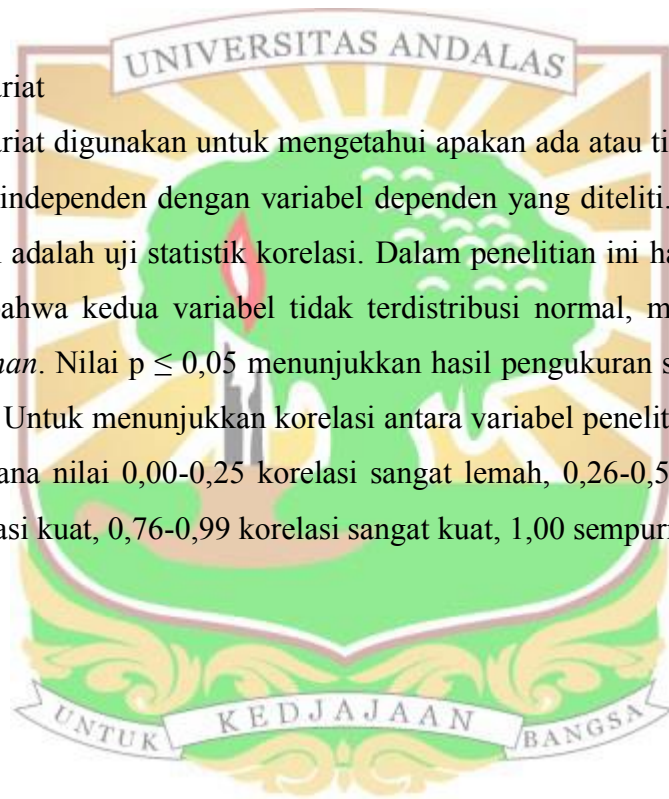 UNIVERSITAS ANDALAS
ariat
ariat digunakan untuk mengetahui apakan ada atau ti
independen dengan variabel dependen yang diteliti.
adalah uji statistik korelasi. Dalam penelitian ini ha
bahwa kedua variabel tidak terdistribusi normal, m
nan. Nilai p ≤ 0,05 menunjukkan hasil pengukuran s
Untuk menunjukkan korelasi antara variabel penelit
ana nilai 0,00-0,25 korelasi sangat lemah, 0,26-0,5
asi kuat, 0,76-0,99 korelasi sangat kuat, 1,00 sempur
UNTUK KEDJAJAAN BANGSA